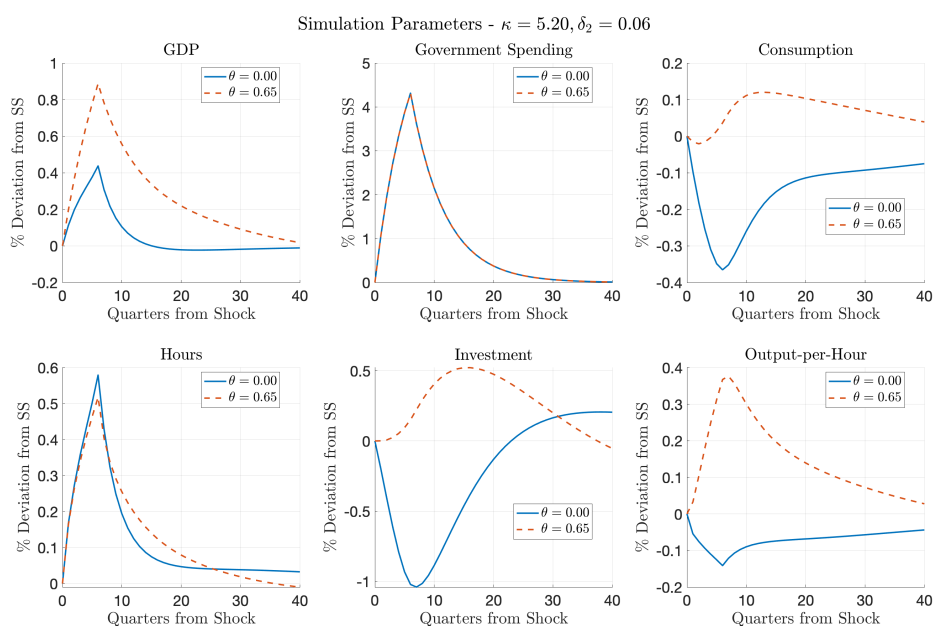 Simulation Parameters - κ = 5.20, δ₂ = 0.06
GDP
% Deviation from SS
1
0.8
0.6
0.4
0.2
0
-0.2
θ = 0.00
θ = 0.65
0 10 20 30 40
Quarters from Shock
Government Spending
% Deviation from SS
5
4
3
2
1
0
θ = 0.00
θ = 0.65
0 10 20 30 40
Quarters from Shock
Consumption
% Deviation from SS
0.2
0.1
0
-0.1
-0.2
-0.3
-0.4
θ = 0.00
θ = 0.65
0 10 20 30 40
Quarters from Shock
Hours
% Deviation from SS
0.6
0.5
0.4
0.3
0.2
0.1
0
θ = 0.00
θ = 0.65
0 10 20 30 40
Quarters from Shock
Investment
% Deviation from SS
0.5
0
-0.5
-1
θ = 0.00
θ = 0.65
0 10 20 30 40
Quarters from Shock
Output-per-Hour
% Deviation from SS
0.4
0.3
0.2
0.1
0
-0.1
-0.2
θ = 0.00
θ = 0.65
0 10 20 30 40
Quarters from Shock